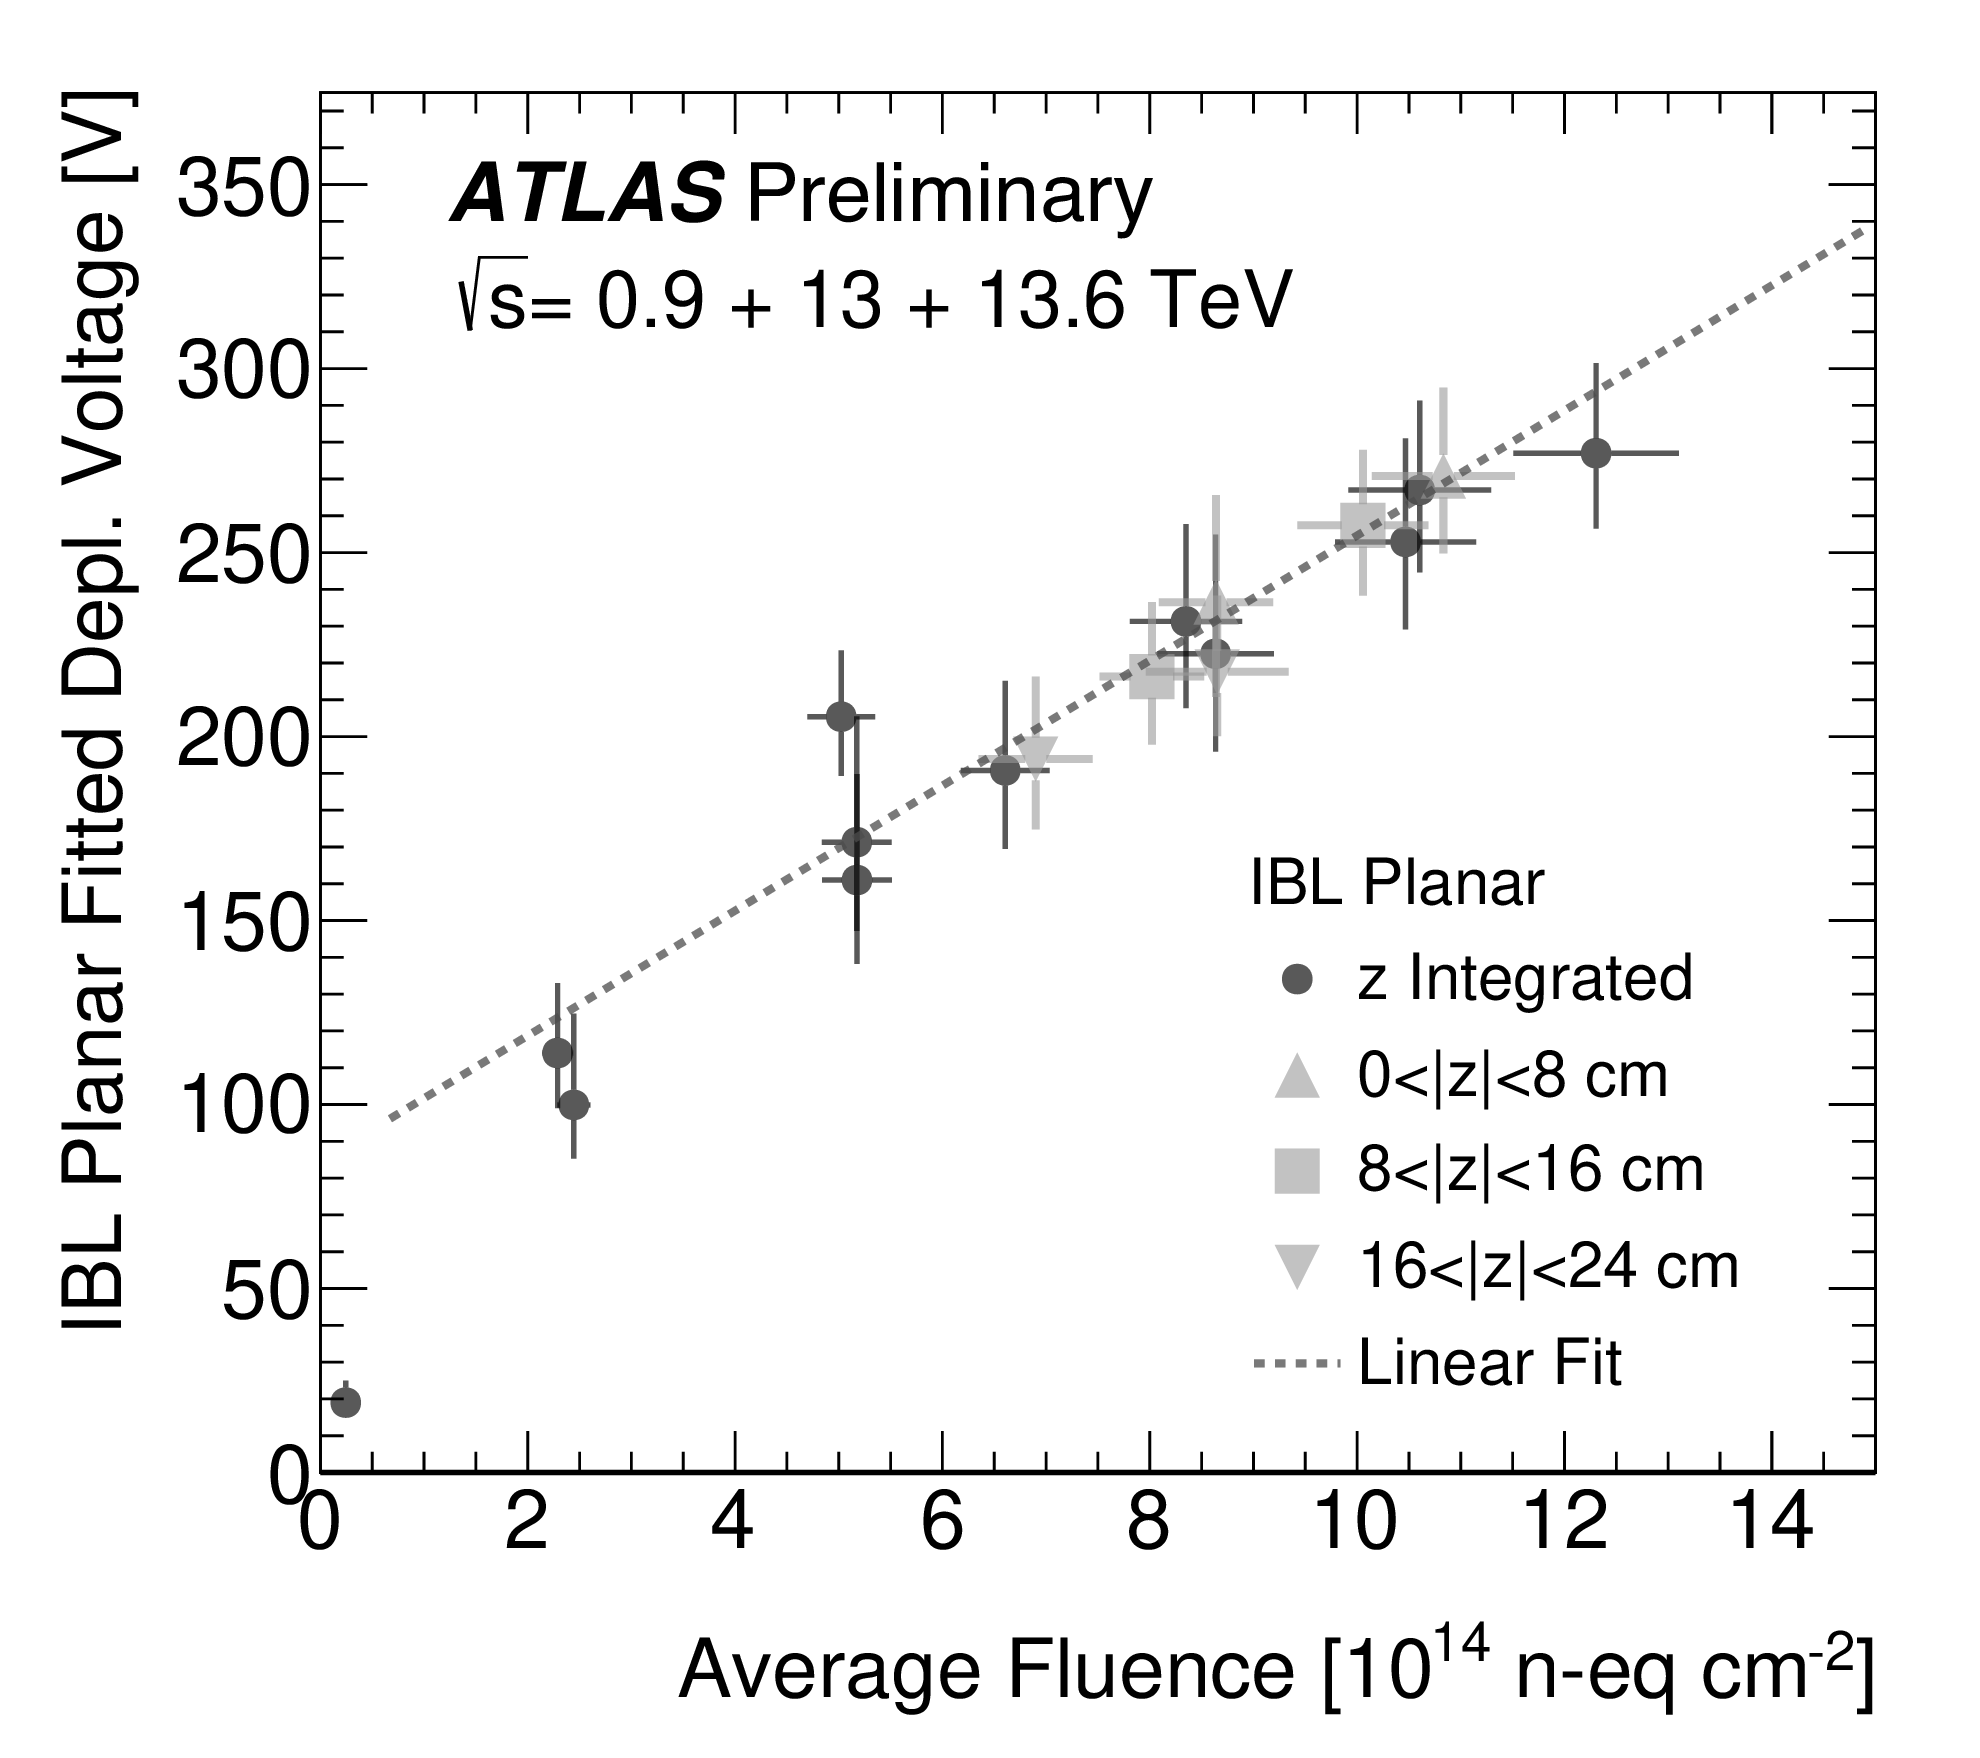 IBL Planar Fitted Depl. Voltage [V]
350
300
250
200
150
100
50
0
ATLAS Preliminary
√s= 0.9 + 13 + 13.6 TeV
IBL Planar
z Integrated
0<|z|<8 cm
8<|z|<16 cm
16<|z|<24 cm
Linear Fit
0 2 4 6 8 10 12 14
Average Fluence [10¹⁴ n-eq cm⁻²]